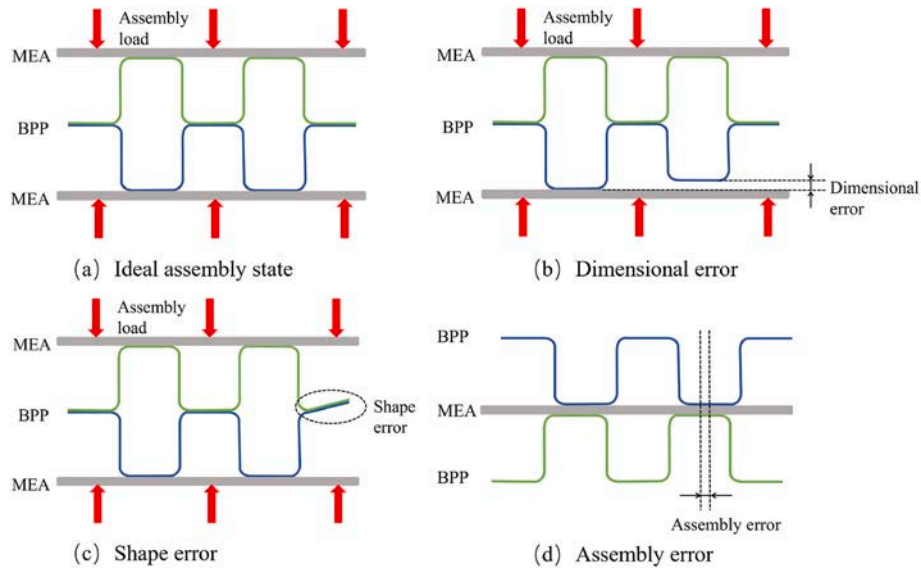 Assembly
load
MEA
BPP
MEA
(a) Ideal assembly state
Assembly
load
MEA
BPP
MEA
Dimensional
error
(b) Dimensional error
Assembly
load
MEA
BPP
Shape
error
MEA
(c) Shape error
BPP
MEA
BPP
Assembly error
(d) Assembly error